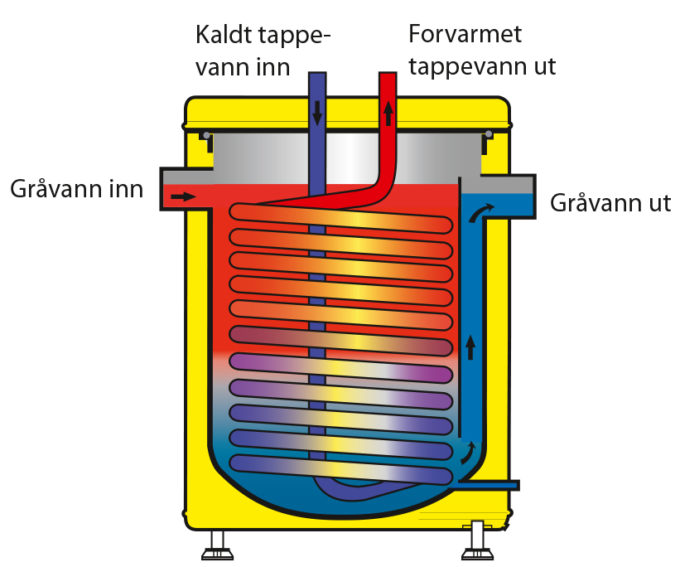 Kaldt tappe-
vann inn
Forvarmet
tappevann ut
Gråvann inn
Gråvann ut